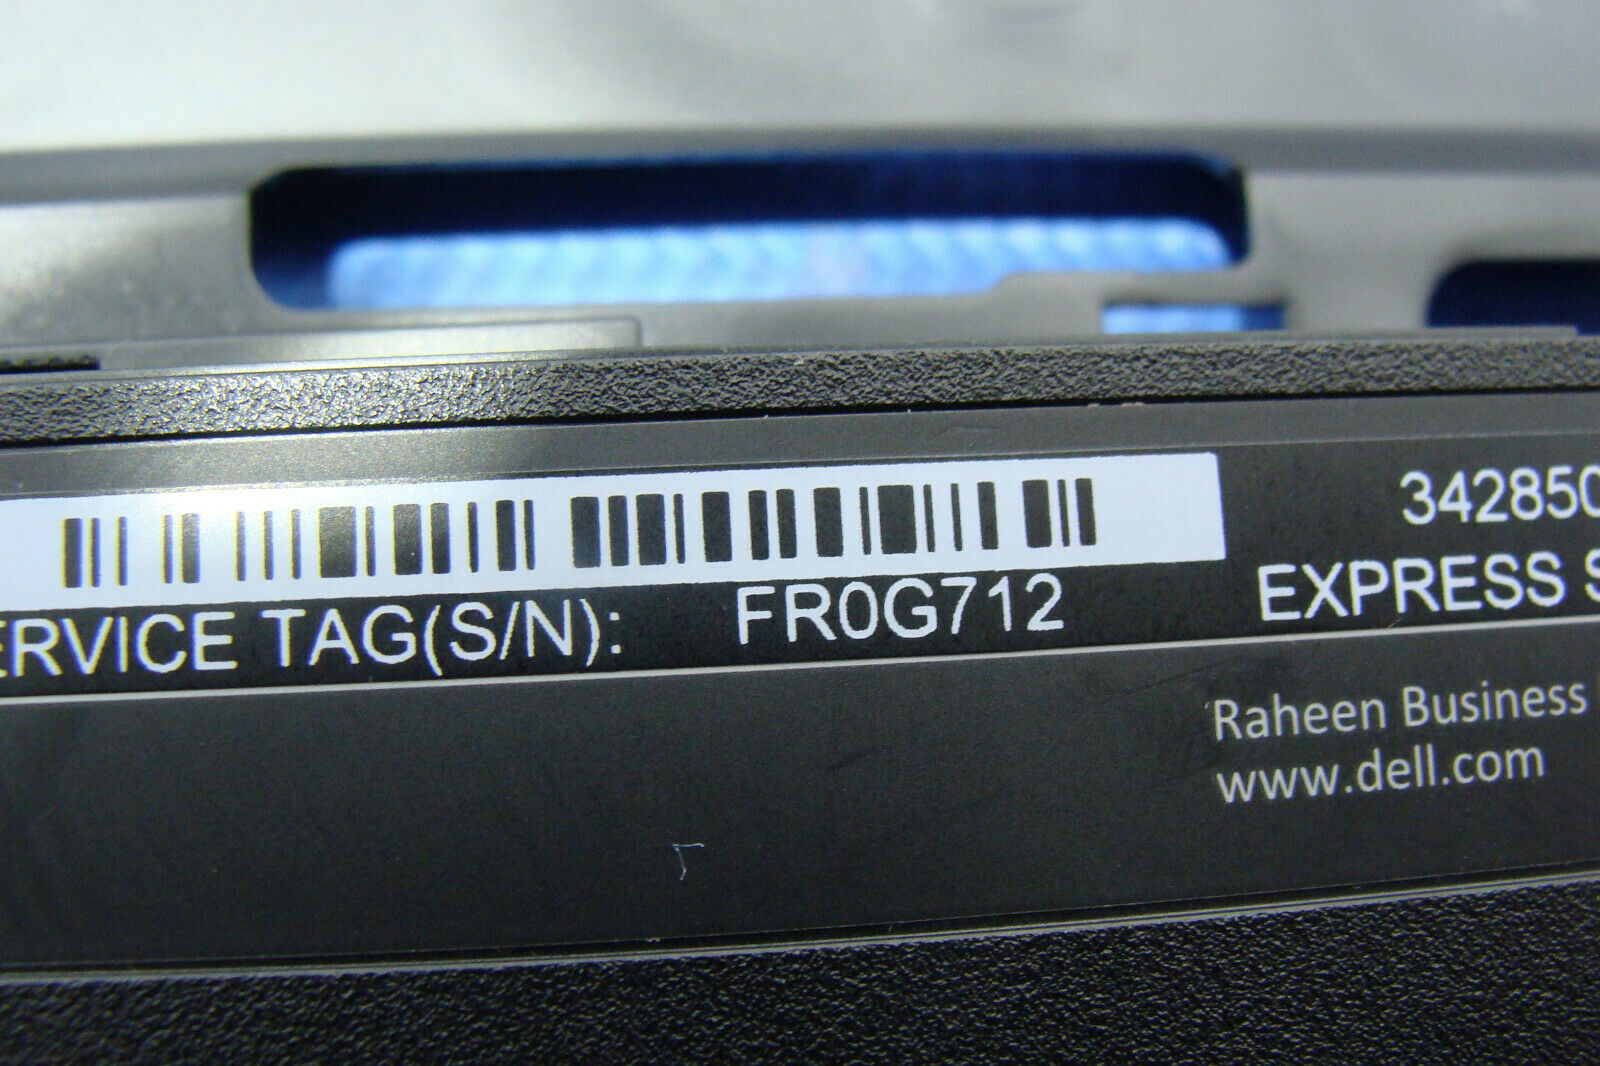 ERVICE TAG(S/N): FR0G712
342850
EXPRESS S
Raheen Business
www.dell.com